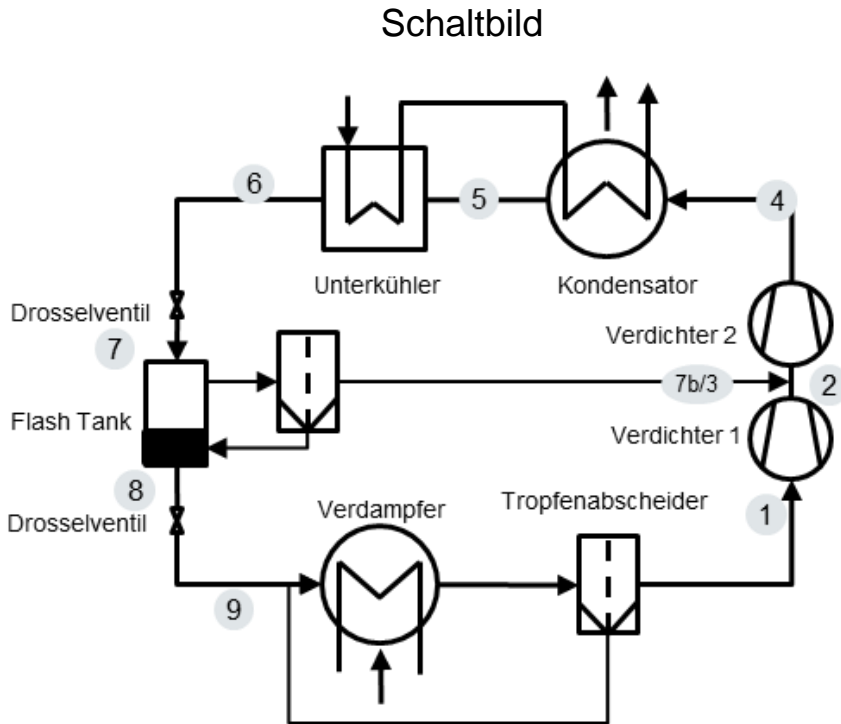 Schaltbild
6
5
4
Unterkühler
Kondensator
Drosselventil
7
Verdichter 2
7b/3
2
Flash Tank
Verdichter 1
8
Drosselventil
Verdampfer
Tropfenabscheider
1
9